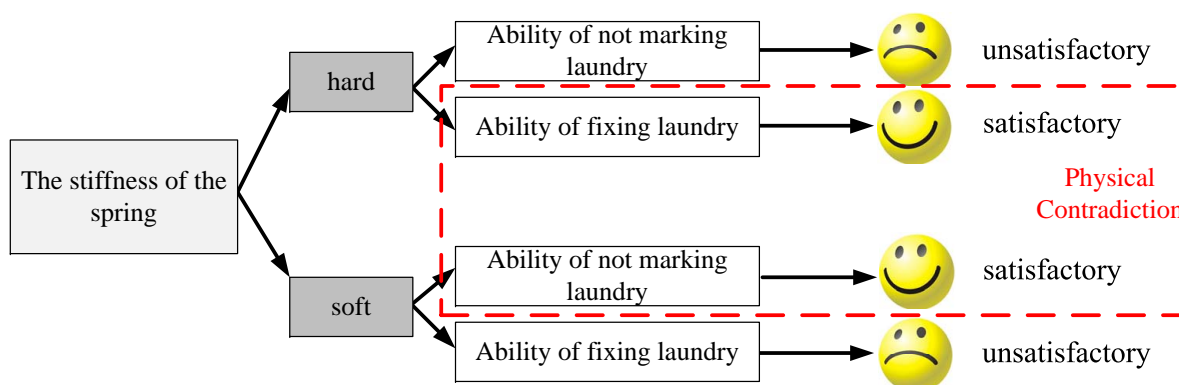 Ability of not marking
laundry
unsatisfactory
hard
Ability of fixing laundry
satisfactory
The stiffness of the
spring
Physical
Contradiction
Ability of not marking
laundry
satisfactory
soft
Ability of fixing laundry
unsatisfactory